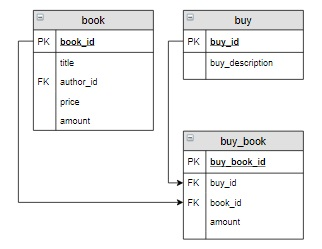 book
PK book_id
title
FK author_id
price
amount
buy
PK buy_id
buy_description
buy_book
PK buy_book_id
FK buy_id
FK book_id
amount